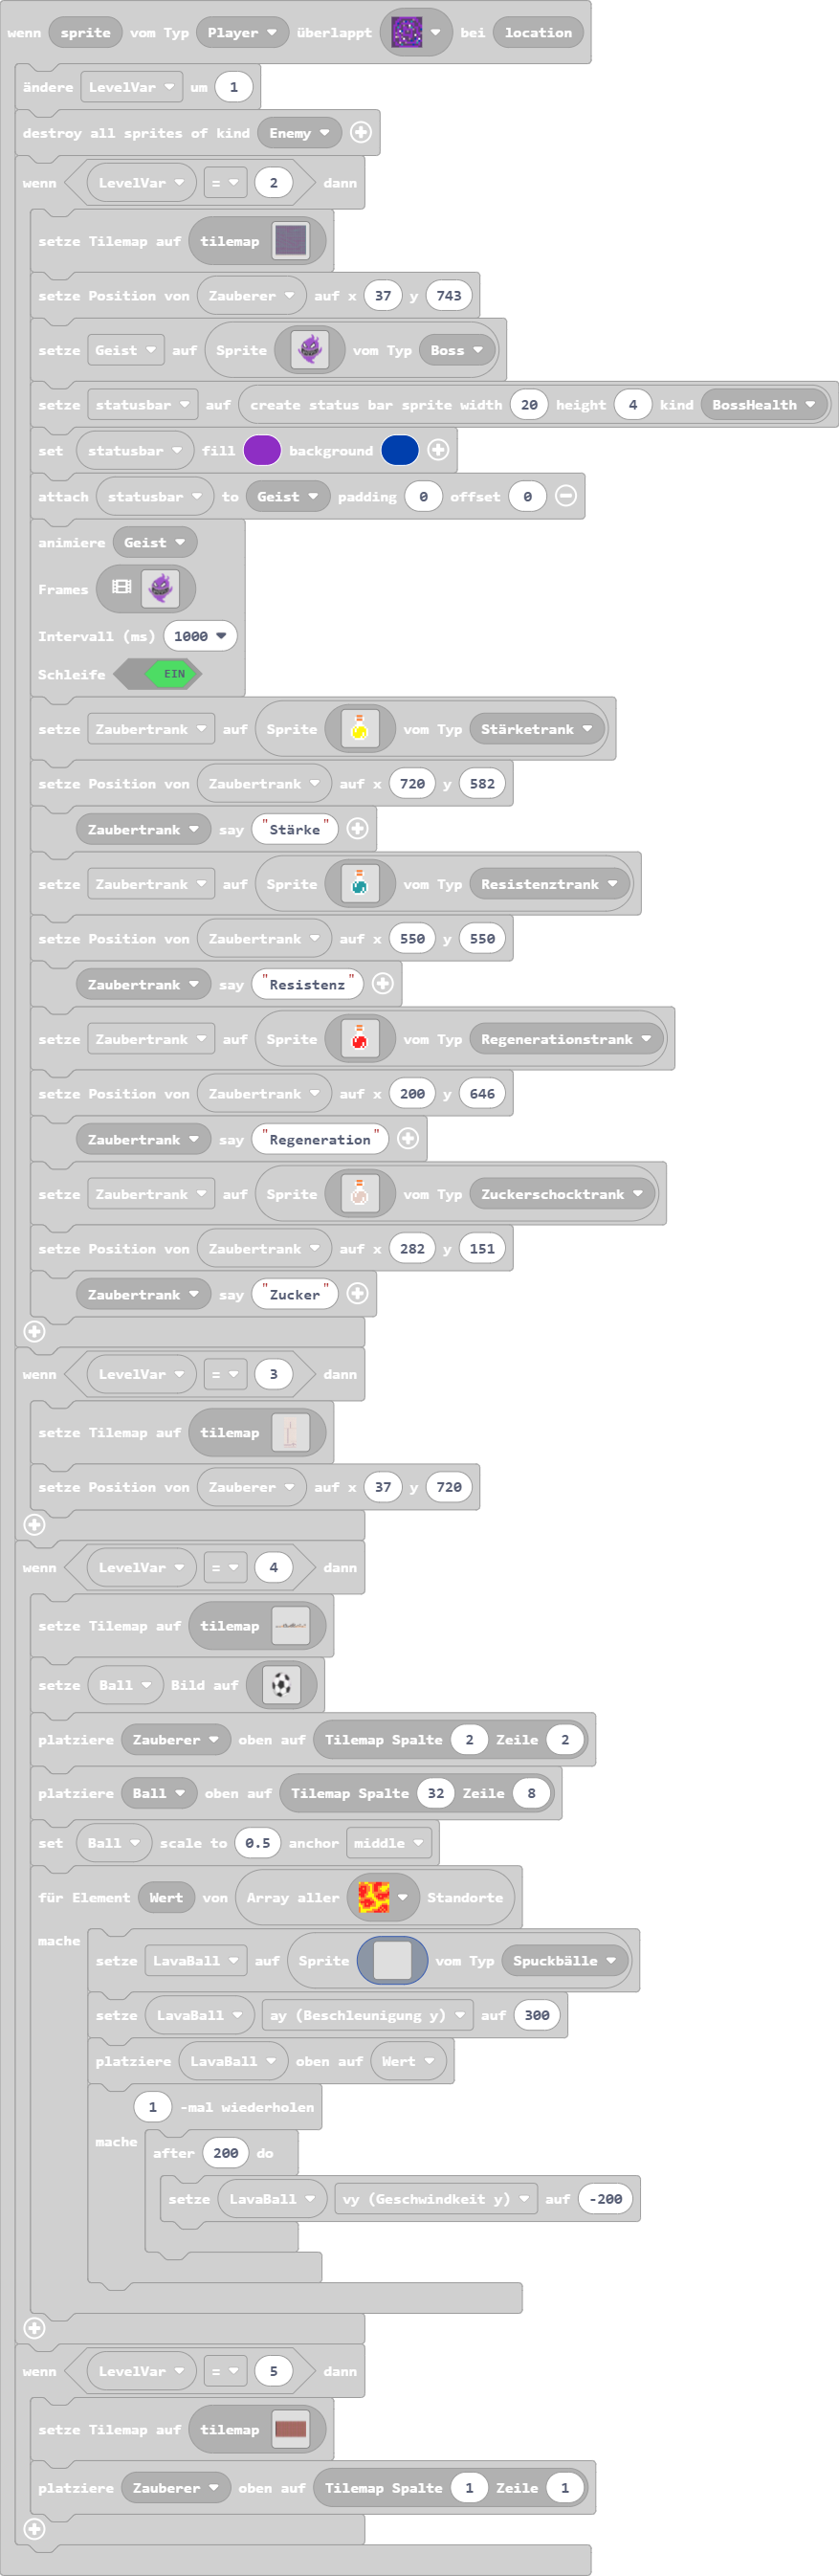 wenn sprite vom Typ Player überlappt bei location
ändere LevelVar um 1
destroy all sprites of kind Enemy
wenn LevelVar = 2 dann
setze Tilemap auf tilemap
setze Position von Zauberer auf x 37 y 743
setze Geist auf Sprite vom Typ Boss
setze statusbar auf create status bar sprite width 20 height 4 kind BossHealth
set statusbar fill background
attach statusbar to Geist padding 0 offset 0
animiere Geist
Frames
Intervall (ms) 1000
Schleife EIN
setze Zaubertrank auf Sprite vom Typ Stärketrank
setze Position von Zaubertrank auf x 720 y 582
Zaubertrank say "Stärke"
setze Zaubertrank auf Sprite vom Typ Resistenztrank
setze Position von Zaubertrank auf x 550 y 550
Zaubertrank say "Resistenz"
setze Zaubertrank auf Sprite vom Typ Regenerationstrank
setze Position von Zaubertrank auf x 200 y 646
Zaubertrank say "Regeneration"
setze Zaubertrank auf Sprite vom Typ Zuckerschocktrank
setze Position von Zaubertrank auf x 282 y 151
Zaubertrank say "Zucker"
wenn LevelVar = 3 dann
setze Tilemap auf tilemap
setze Position von Zauberer auf x 37 y 720
wenn LevelVar = 4 dann
setze Tilemap auf tilemap
setze Ball Bild auf
platziere Zauberer oben auf Tilemap Spalte 2 Zeile 2
platziere Ball oben auf Tilemap Spalte 32 Zeile 8
set Ball scale to 0.5 anchor middle
für Element Wert von Array aller Standorte
mache
setze LavaBall auf Sprite vom Typ Spuckbälle
setze LavaBall ay (Beschleunigung y) auf 300
platziere LavaBall oben auf Wert
1 -mal wiederholen
mache
after 200 do
setze LavaBall vy (Geschwindkeit y) auf -200
wenn LevelVar = 5 dann
setze Tilemap auf tilemap
platziere Zauberer oben auf Tilemap Spalte 1 Zeile 1